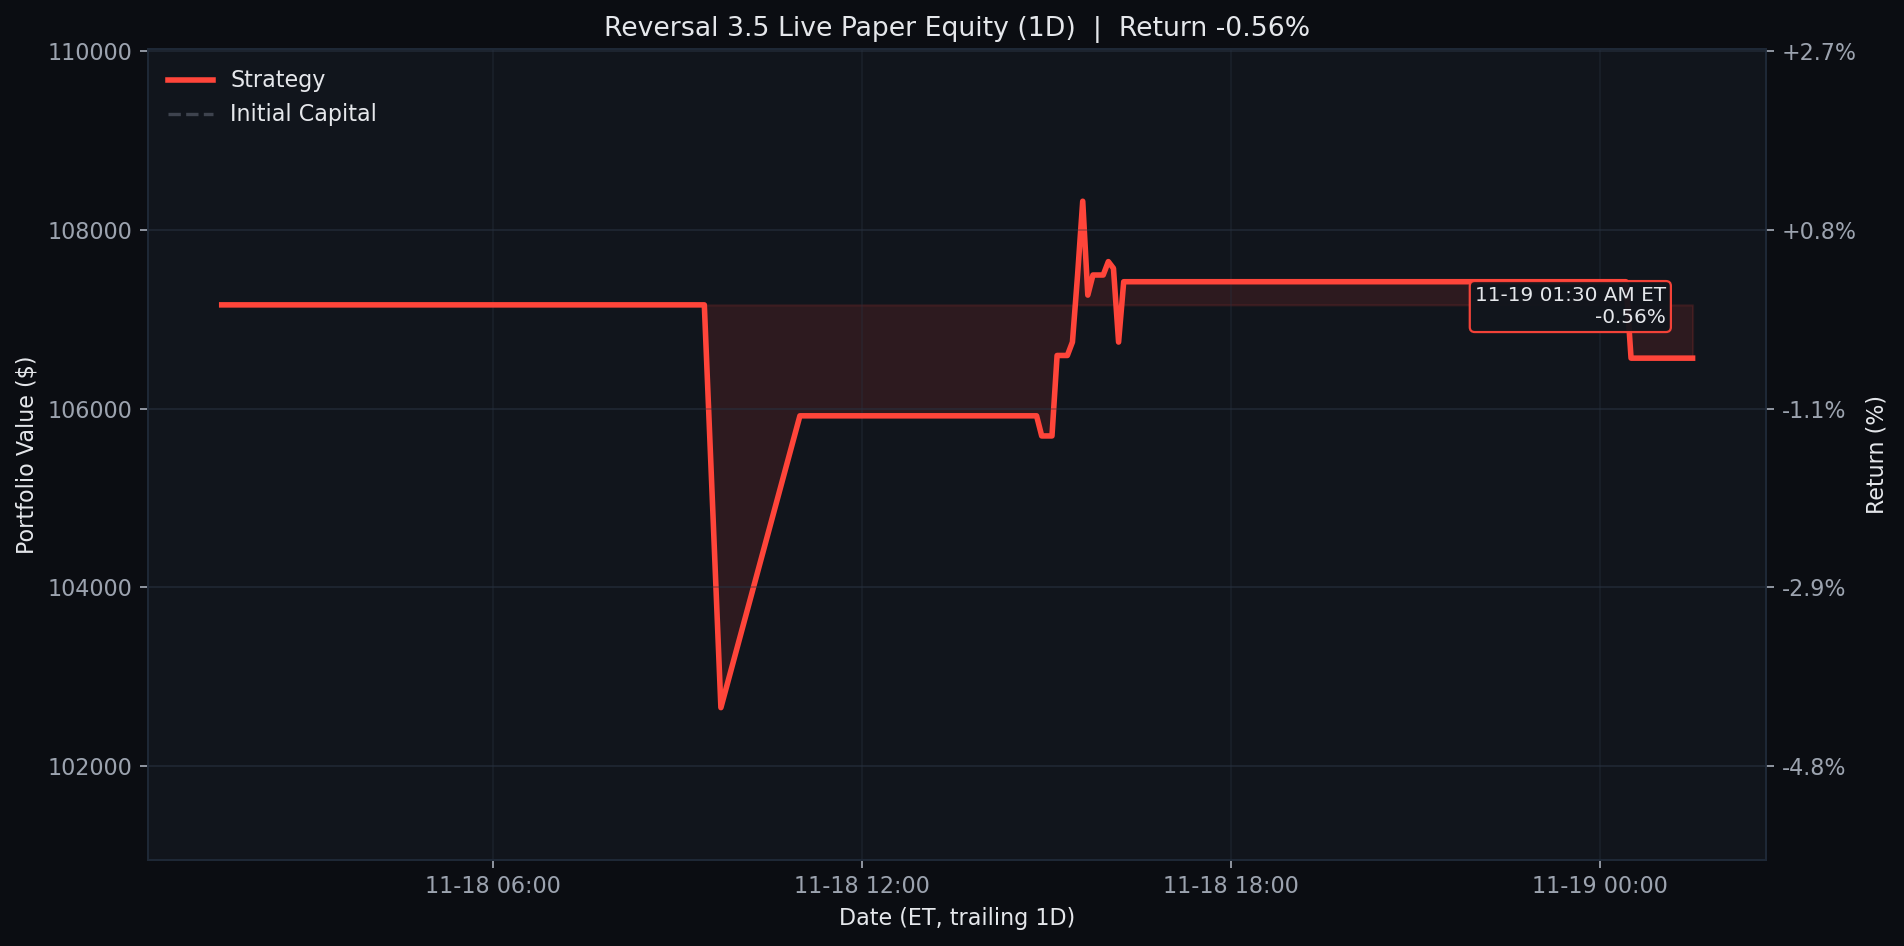 Reversal 3.5 Live Paper Equity (1D) | Return -0.56%
Strategy
Initial Capital
110000
108000
106000
104000
102000
Portfolio Value ($)
+2.7%
+0.8%
-1.1%
-2.9%
-4.8%
Return (%)
11-19 01:30 AM ET
-0.56%
11-18 06:00
11-18 12:00
11-18 18:00
11-19 00:00
Date (ET, trailing 1D)